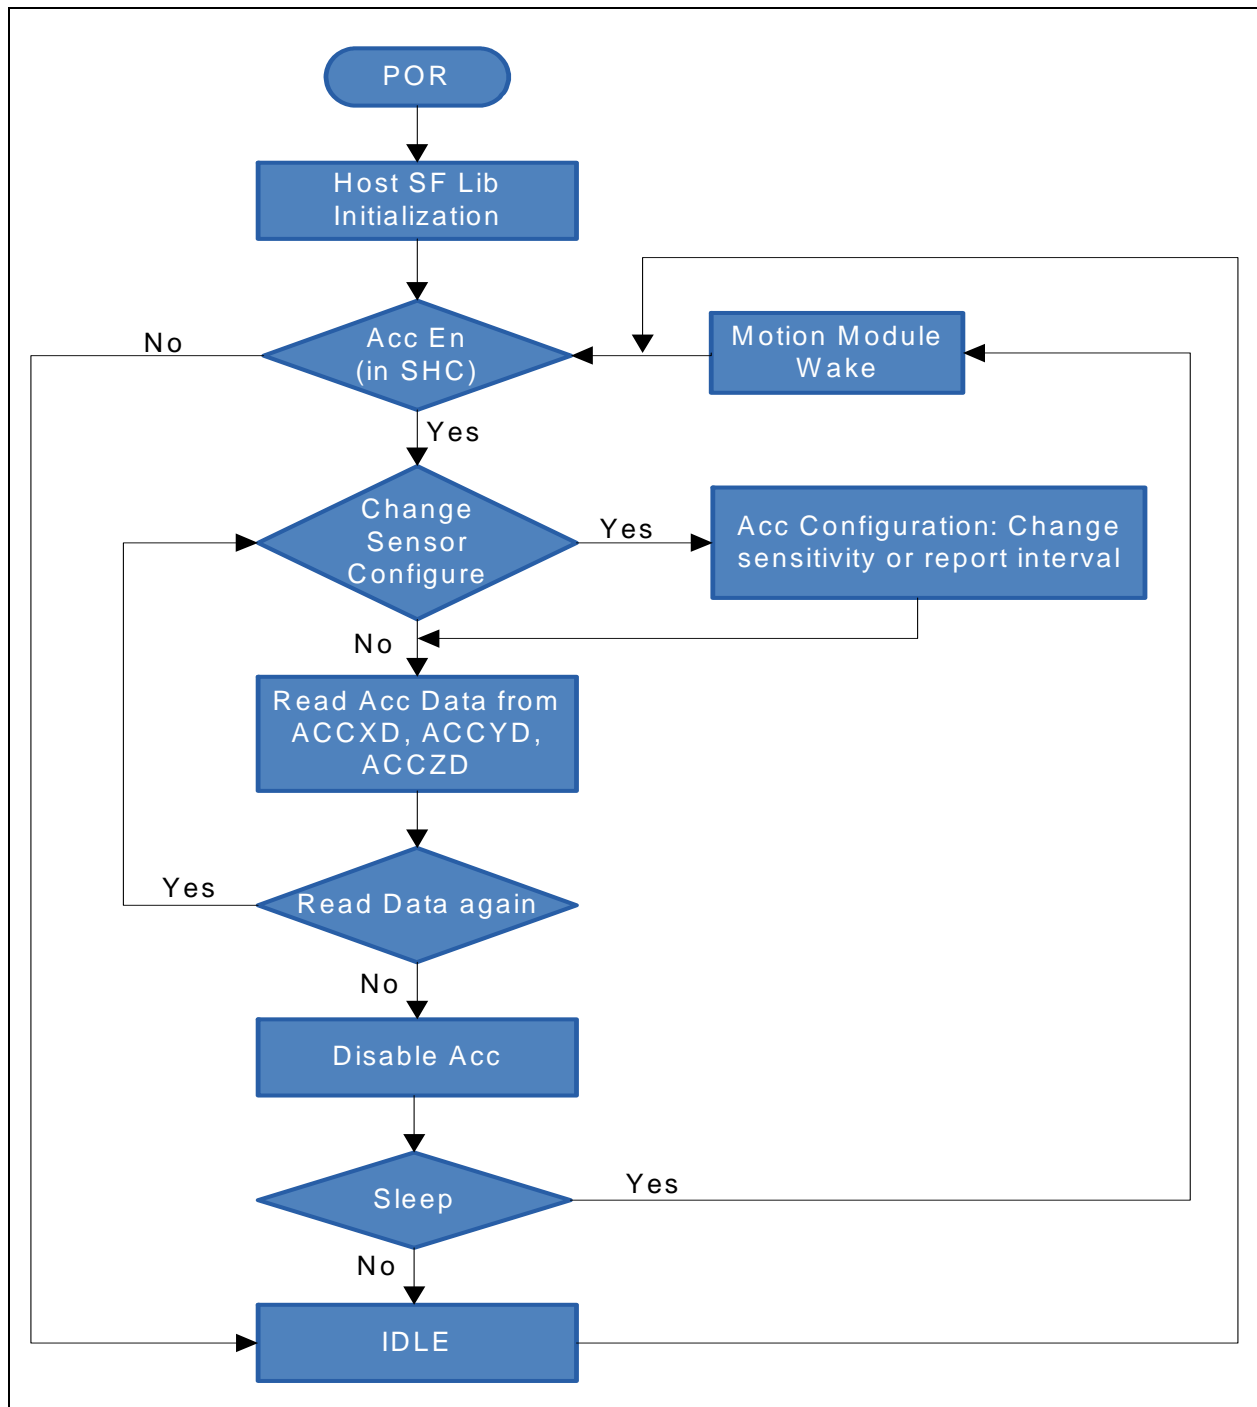 POR
Host SF Lib
Initialization
No
Acc En
(in SHC)
Motion Module
Wake
Yes
Change
Sensor
Configure
Yes
Acc Configuration: Change
sensitivity or report interval
No
Read Acc Data from
ACCXD, ACCYD,
ACCZD
Yes
Read Data again
No
Disable Acc
Sleep
Yes
No
IDLE